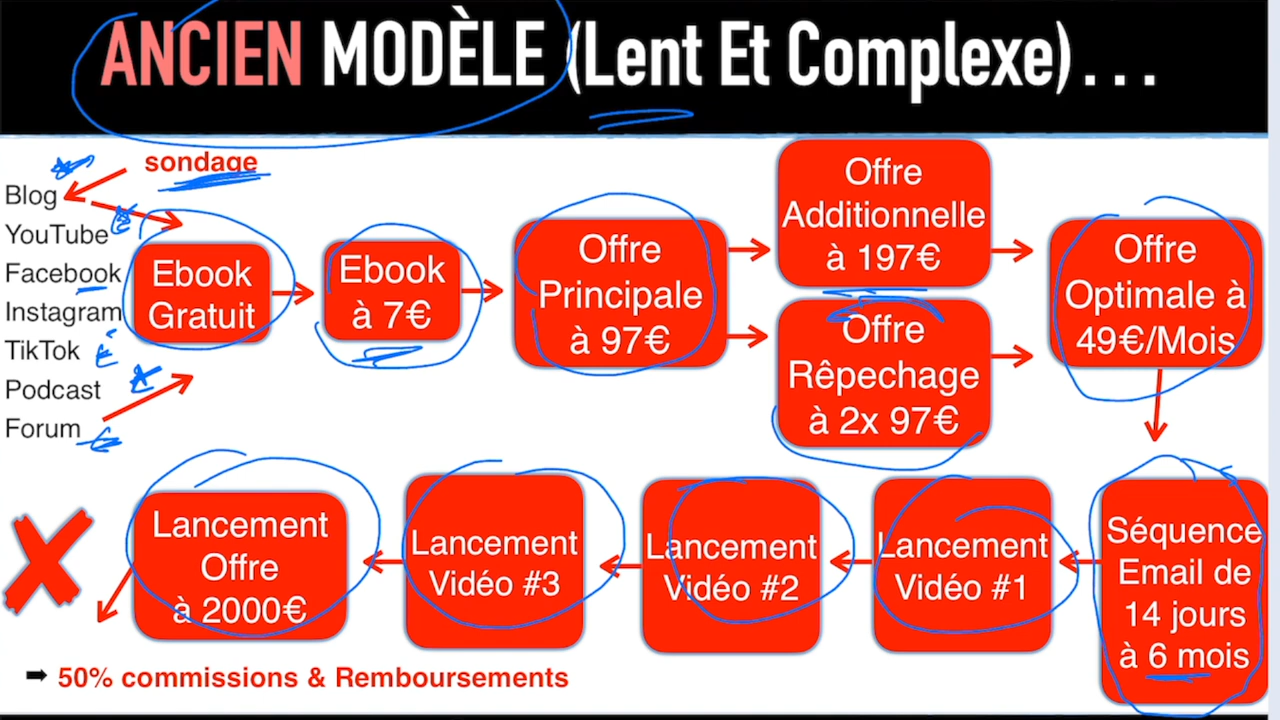 ANCIEN MODÈLE (Lent Et Complexe)...
sondage
Blog
YouTube
Facebook
Instagram
TikTok
Podcast
Forum
Ebook
Gratuit
Ebook
à 7€
Offre
Principale
à 97€
Offre
Additionnelle
à 197€
Offre
Rêpechage
à 2x 97€
Offre
Optimale à
49€/Mois
Séquence
Email de
14 jours
à 6 mois
Lancement
Vidéo #1
Lancement
Vidéo #2
Lancement
Vidéo #3
Lancement
Offre
à 2000€
➡ 50% commissions & Remboursements